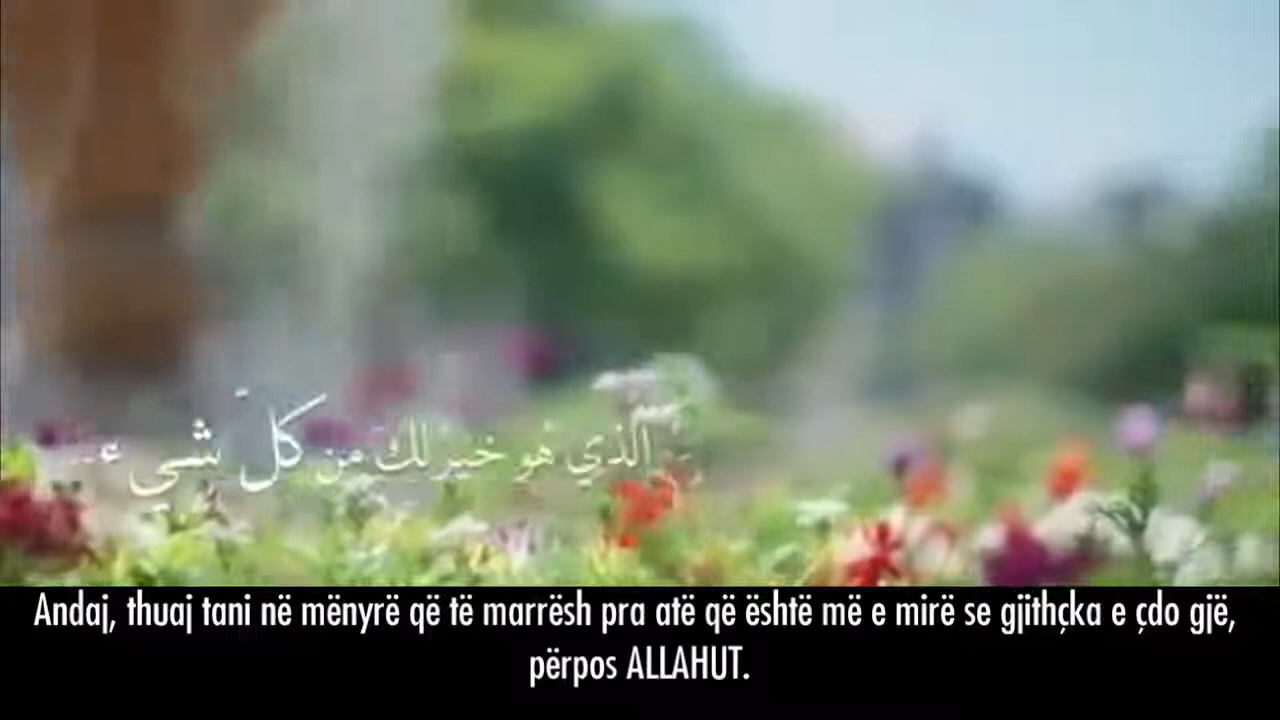 الذي هو خير لك من كل شيء
Andaj, thuaj tani në mënyrë që të marrësh pra atë që është më e mirë se gjithçka e çdo gjë,
përpos ALLAHUT.